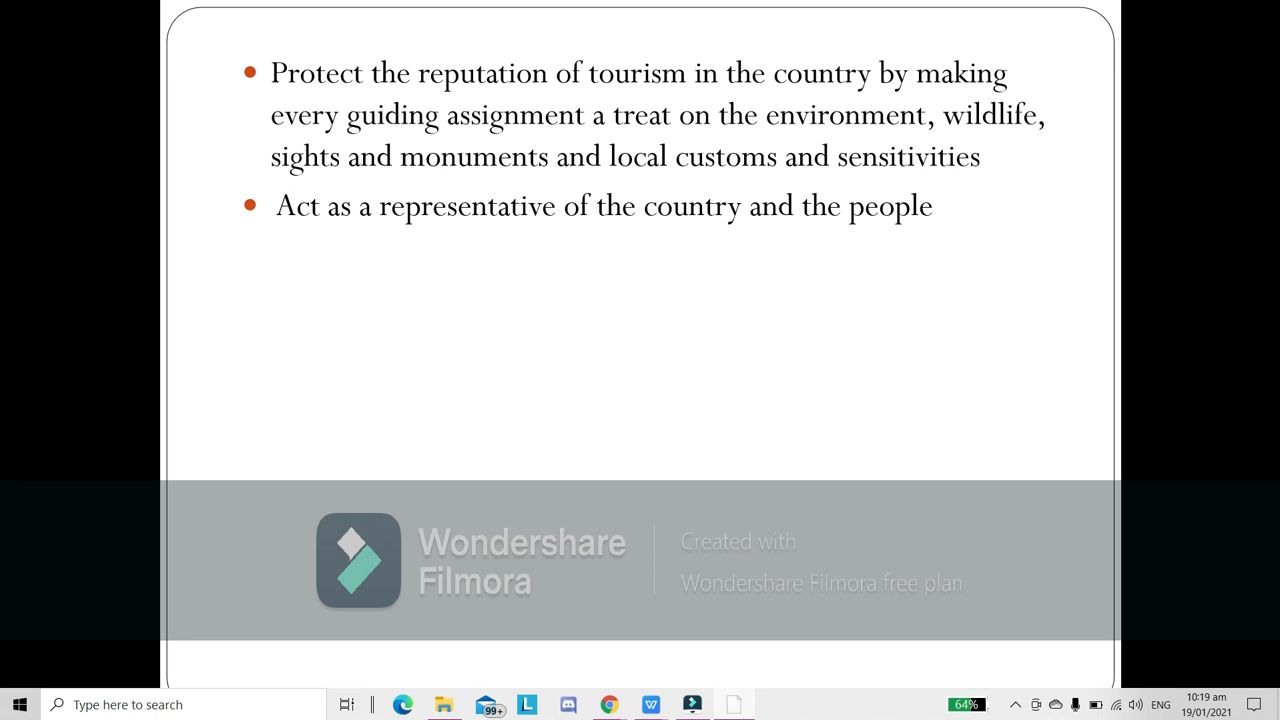 Protect the reputation of tourism in the country by making
every guiding assignment a treat on the environment, wildlife,
sights and monuments and local customs and sensitivities
Act as a representative of the country and the people
Wondershare
Filmora
Created with
Wondershare Filmora free plan
Type here to search
99+
L
W
64%
ENG
10:19 am
19/01/2021